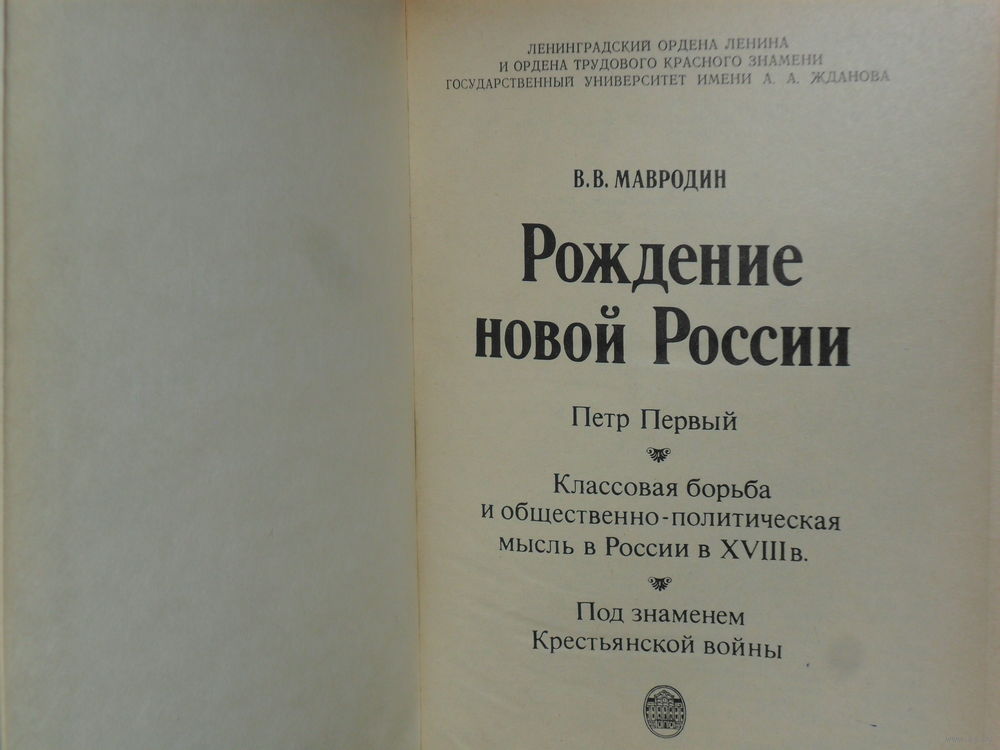 ЛЕНИНГРАДСКИЙ ОРДЕНА ЛЕНИНА
И ОРДЕНА ТРУДОВОГО КРАСНОГО ЗНАМЕНИ
ГОСУДАРСТВЕННЫЙ УНИВЕРСИТЕТ ИМЕНИ А. А. ЖДАНОВА
В. В. МАВРОДИН
Рождение
новой России
Петр Первый
Классовая борьба
и общественно-политическая
мысль в России в XVIII в.
Под знаменем
Крестьянской войны